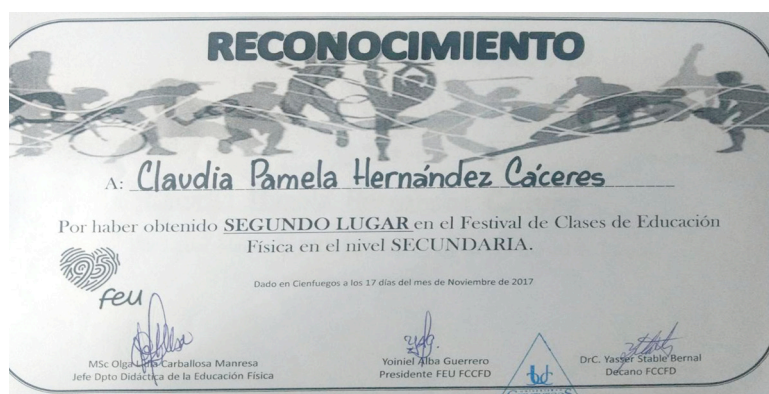 RECONOCIMIENTO
A: Claudia Pamela Hernández Cáceres
Por haber obtenido SEGUNDO LUGAR en el Festival de Clases de Educación
Física en el nivel SECUNDARIA.
95
feu
Dado en Cienfuegos a los 17 días del mes de Noviembre de 2017
MSc Olga Carballosa Manresa
Jefe Dpto Didáctica de la Educación Física
Yoiniel Alba Guerrero
Presidente FEU FCCFD
DrC. Yasser Stable Bernal
Decano FCCFD